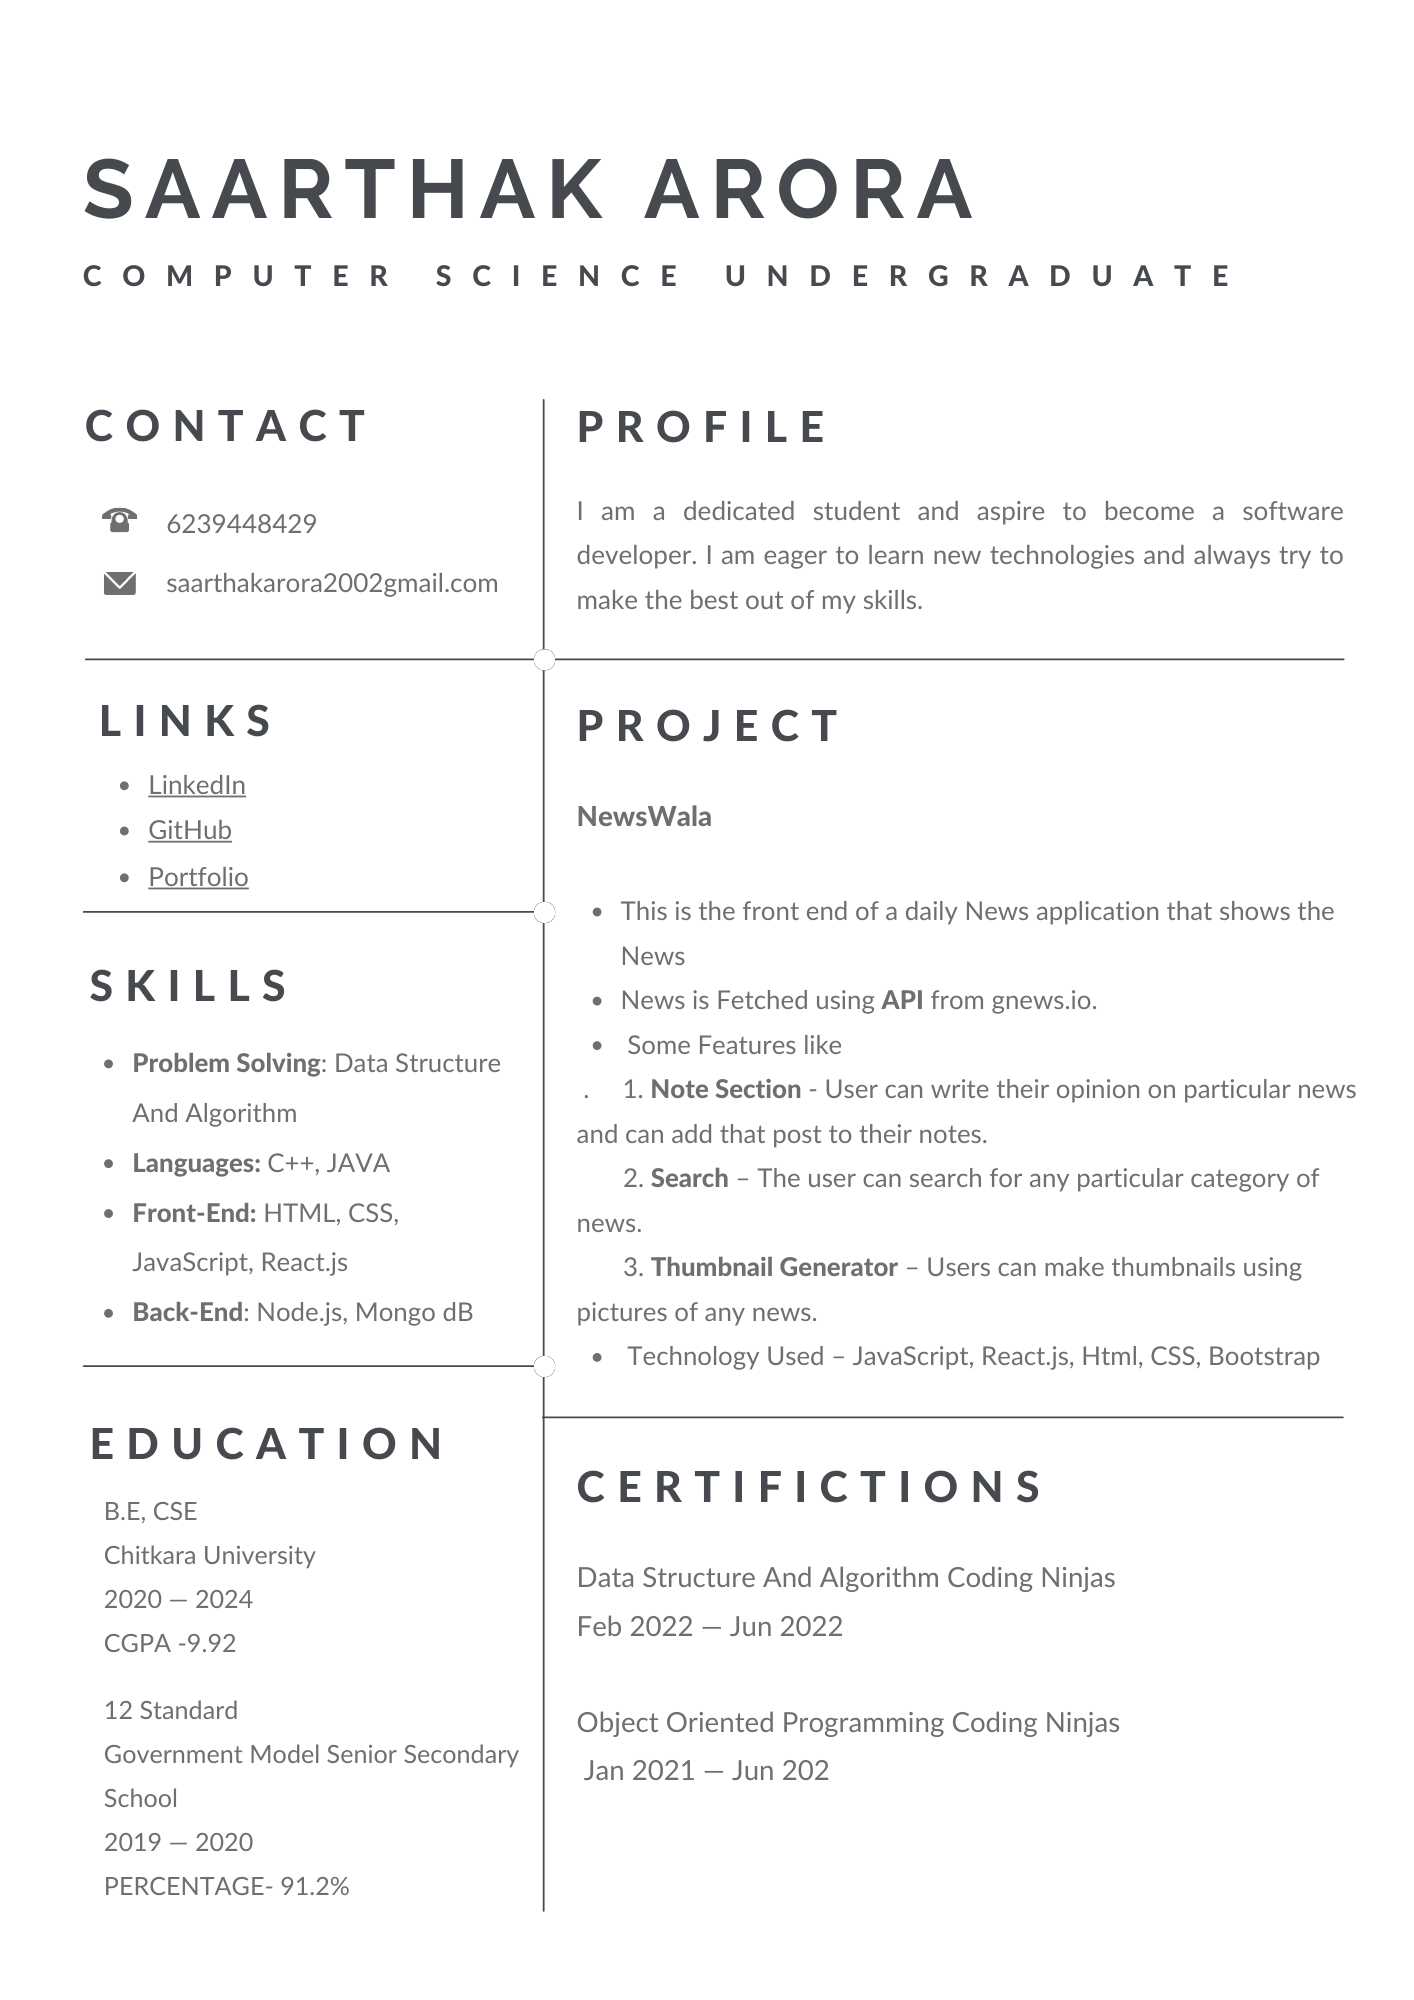 SAARTHAK ARORA
COMPUTER SCIENCE UNDERGRADUATE
CONTACT
6239448429
saarthakarora2002gmail.com
LINKS
• LinkedIn
• GitHub
• Portfolio
SKILLS
• Problem Solving: Data Structure
And Algorithm
• Languages: C++, JAVA
• Front-End: HTML, CSS,
JavaScript, React.js
• Back-End: Node.js, Mongo dB
EDUCATION
B.E, CSE
Chitkara University
2020 — 2024
CGPA -9.92
12 Standard
Government Model Senior Secondary
School
2019 — 2020
PERCENTAGE- 91.2%
PROFILE
I am a dedicated student and aspire to become a software
developer. I am eager to learn new technologies and always try to
make the best out of my skills.
PROJECT
NewsWala
• This is the front end of a daily News application that shows the
News
• News is Fetched using API from gnews.io.
• Some Features like
. 1. Note Section - User can write their opinion on particular news
and can add that post to their notes.
2. Search – The user can search for any particular category of
news.
3. Thumbnail Generator – Users can make thumbnails using
pictures of any news.
• Technology Used – JavaScript, React.js, Html, CSS, Bootstrap
CERTIFICTIONS
Data Structure And Algorithm Coding Ninjas
Feb 2022 — Jun 2022
Object Oriented Programming Coding Ninjas
Jan 2021 — Jun 202